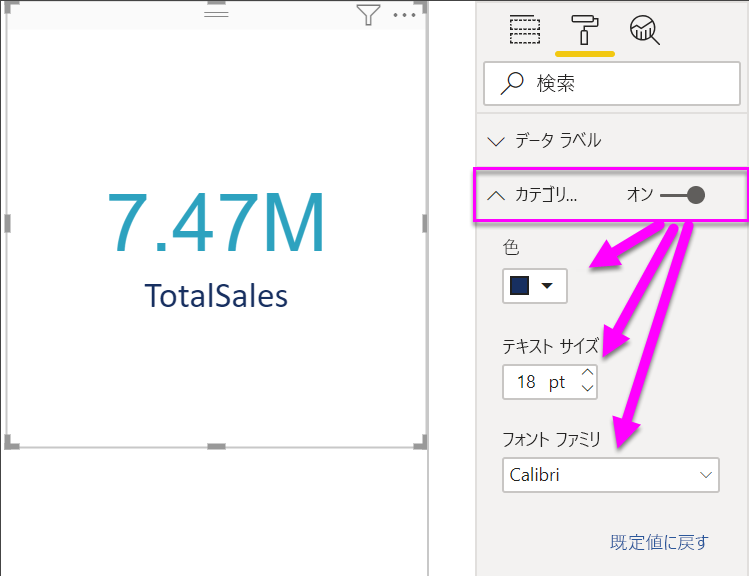 7.47M
TotalSales
検索
データ ラベル
カテゴリ... オン
色
テキスト サイズ
18 pt
フォント ファミリ
Calibri
既定値に戻す